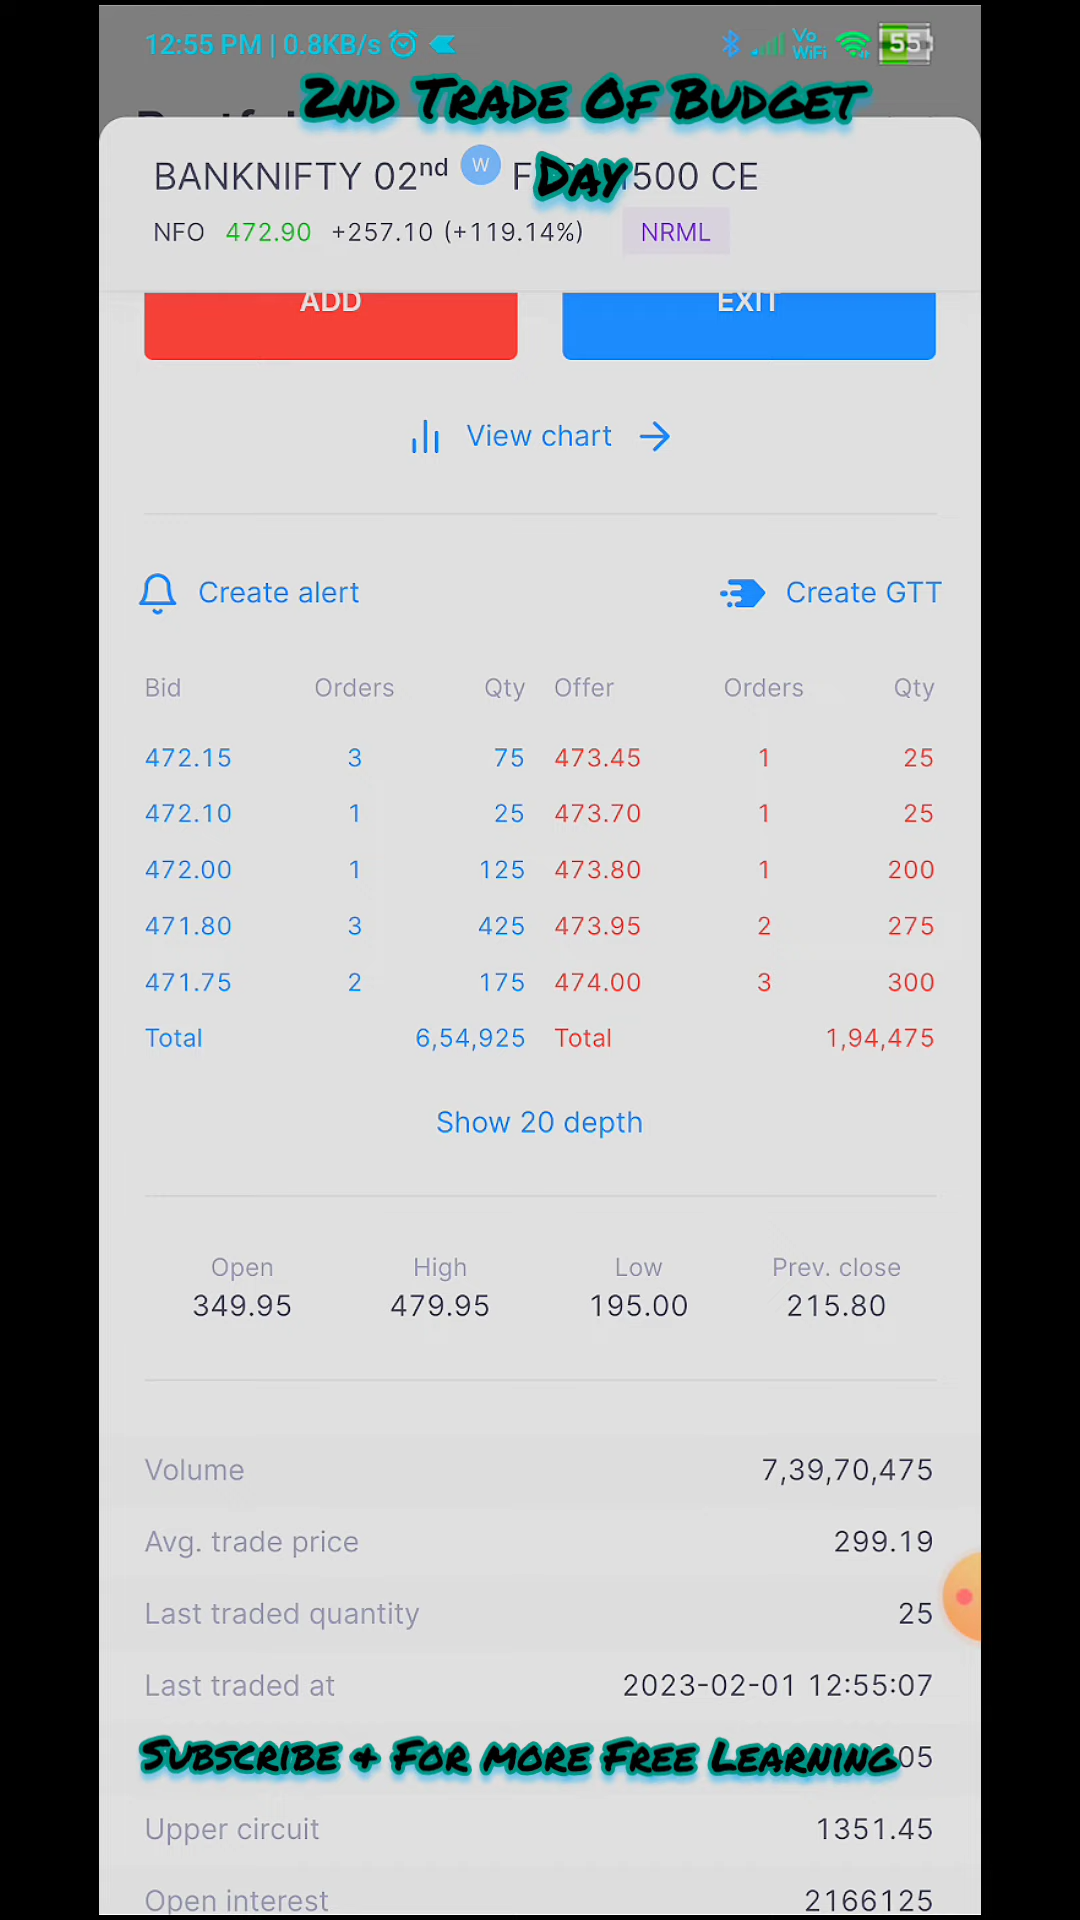 12:55 PM | 0.8KB/s Vo WiFi 55
2nd Trade Of Budget
Day
BANKNIFTY 02nd W 500 CE
NFO 472.90 +257.10 (+119.14%) NRML
ADD EXIT
View chart
Create alert Create GTT
Bid Orders Qty Offer Orders Qty
472.15 3 75 473.45 1 25
472.10 1 25 473.70 1 25
472.00 1 125 473.80 1 200
471.80 3 425 473.95 2 275
471.75 2 175 474.00 3 300
Total 6,54,925 Total 1,94,475
Show 20 depth
Open High Low Prev. close
349.95 479.95 195.00 215.80
Volume 7,39,70,475
Avg. trade price 299.19
Last traded quantity 25
Last traded at 2023-02-01 12:55:07
Subscribe & For more Free Learning 05
Upper circuit 1351.45
Open interest 2166125